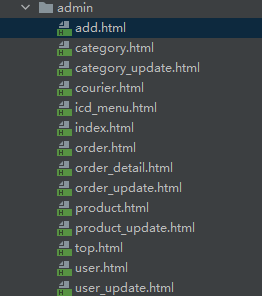 admin
add.html
category.html
category_update.html
courier.html
icd_menu.html
index.html
order.html
order_detail.html
order_update.html
product.html
product_update.html
top.html
user.html
user_update.html